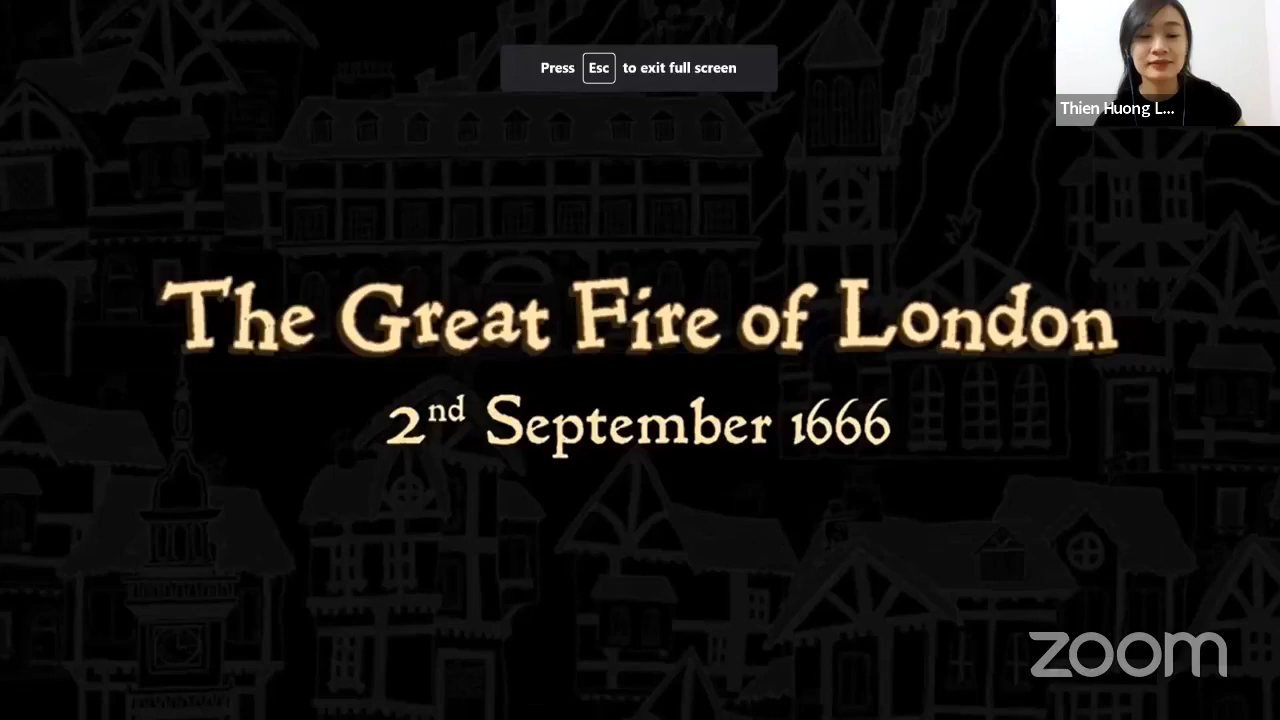 Press Esc to exit full screen
Thien Huong L...
The Great Fire of London
2nd September 1666
zoom